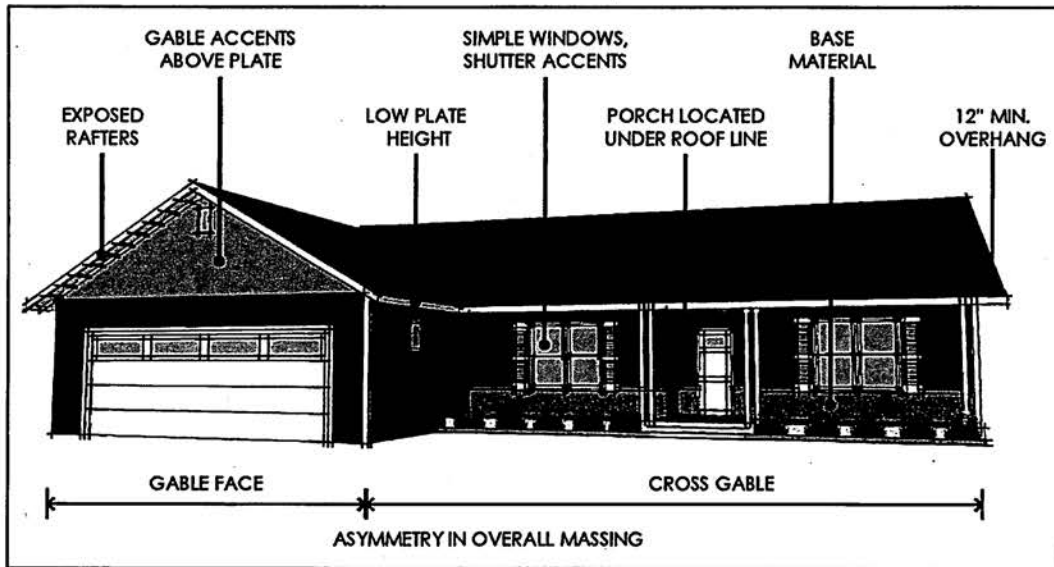 GABLE ACCENTS
ABOVE PLATE
SIMPLE WINDOWS,
SHUTTER ACCENTS
BASE
MATERIAL
EXPOSED
RAFTERS
LOW PLATE
HEIGHT
PORCH LOCATED
UNDER ROOF LINE
12" MIN.
OVERHANG
GABLE FACE
CROSS GABLE
ASYMMETRY IN OVERALL MASSING